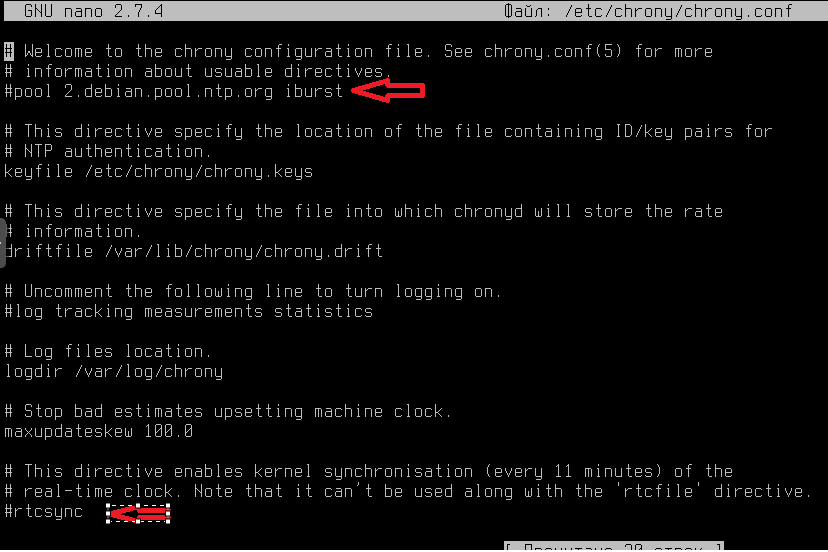 GNU nano 2.7.4 Файл: /etc/chrony/chrony.conf
# Welcome to the chrony configuration file. See chrony.conf(5) for more
# information about usuable directives.
#pool 2.debian.pool.ntp.org iburst
# This directive specify the location of the file containing ID/key pairs for
# NTP authentication.
keyfile /etc/chrony/chrony.keys
# This directive specify the file into which chronyd will store the rate
# information.
driftfile /var/lib/chrony/chrony.drift
# Uncomment the following line to turn logging on.
#log tracking measurements statistics
# Log files location.
logdir /var/log/chrony
# Stop bad estimates upsetting machine clock.
maxupdateskew 100.0
# This directive enables kernel synchronisation (every 11 minutes) of the
# real-time clock. Note that it can't be used along with the 'rtcfile' directive.
#rtcsync